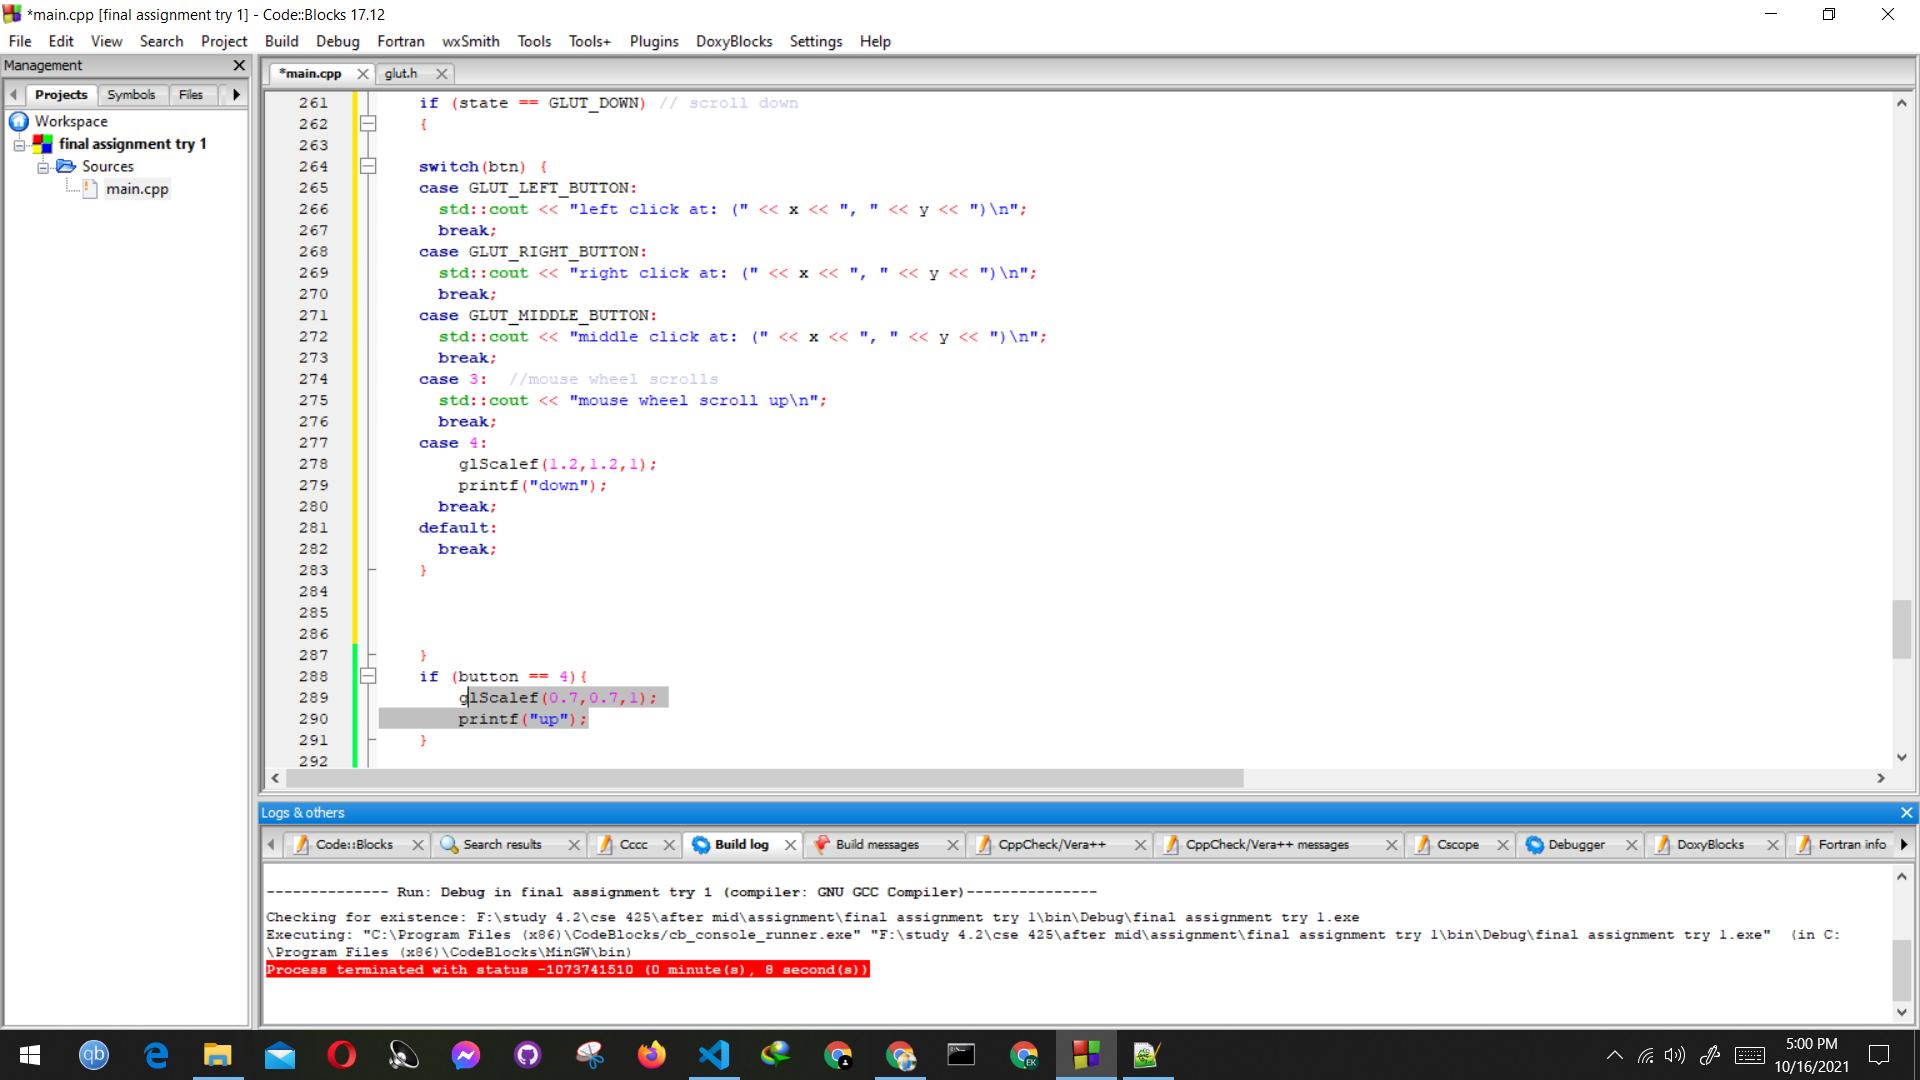 *main.cpp [final assignment try 1] - Code::Blocks 17.12
File Edit View Search Project Build Debug Fortran wxSmith Tools Tools+ Plugins DoxyBlocks Settings Help
Management
*main.cpp glut.h
Projects Symbols Files
Workspace
final assignment try 1
Sources
main.cpp
261 if (state == GLUT_DOWN) // scroll down
262 {
263
264 switch(btn) {
265 case GLUT_LEFT_BUTTON:
266 std::cout << "left click at: (" << x << ", " << y << ")\n";
267 break;
268 case GLUT_RIGHT_BUTTON:
269 std::cout << "right click at: (" << x << ", " << y << ")\n";
270 break;
271 case GLUT_MIDDLE_BUTTON:
272 std::cout << "middle click at: (" << x << ", " << y << ")\n";
273 break;
274 case 3: //mouse wheel scrolls
275 std::cout << "mouse wheel scroll up\n";
276 break;
277 case 4:
278 glScalef(1.2,1.2,1);
279 printf("down");
280 break;
281 default:
282 break;
283 }
284
285
286
287 }
288 if (button == 4){
289 glScalef(0.7,0.7,1);
290 printf("up");
291 }
292
Logs & others
Code::Blocks Search results Cccc Build log Build messages CppCheck/Vera++ CppCheck/Vera++ messages Cscope Debugger DoxyBlocks Fortran info
-------------- Run: Debug in final assignment try 1 (compiler: GNU GCC Compiler)---------------
Checking for existence: F:\study 4.2\cse 425\after mid\assignment\final assignment try 1\bin\Debug\final assignment try 1.exe
Executing: "C:\Program Files (x86)\CodeBlocks/cb_console_runner.exe" "F:\study 4.2\cse 425\after mid\assignment\final assignment try 1\bin\Debug\final assignment try 1.exe" (in C:
\Program Files (x86)\CodeBlocks\MinGW\bin)
Process terminated with status -1073741510 (0 minute(s), 8 second(s))
qb
EK
5:00 PM
10/16/2021